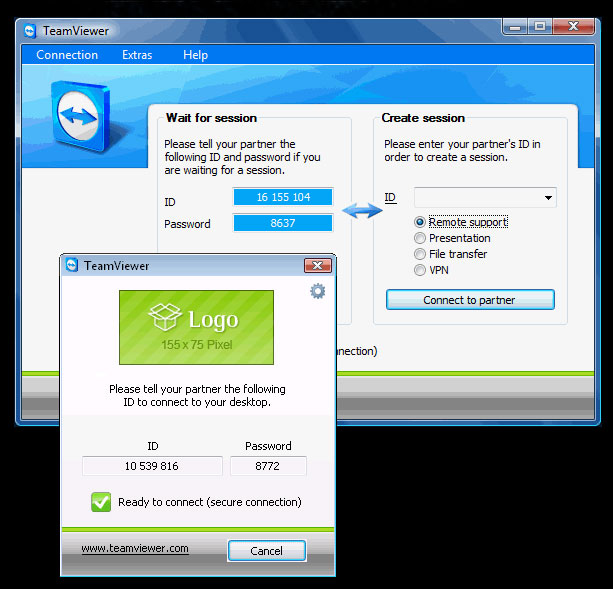 TeamViewer
Connection Extras Help
Wait for session
Please tell your partner the
following ID and password if you
are waiting for a session.
ID 16 155 104
Password 8637
Create session
Please enter your partner's ID in
order to create a session.
ID
Remote support
Presentation
File transfer
VPN
Connect to partner
nnection)
TeamViewer
Logo
155 x 75 Pixel
Please tell your partner the following
ID to connect to your desktop.
ID Password
10 539 816 8772
Ready to connect (secure connection)
www.teamviewer.com Cancel